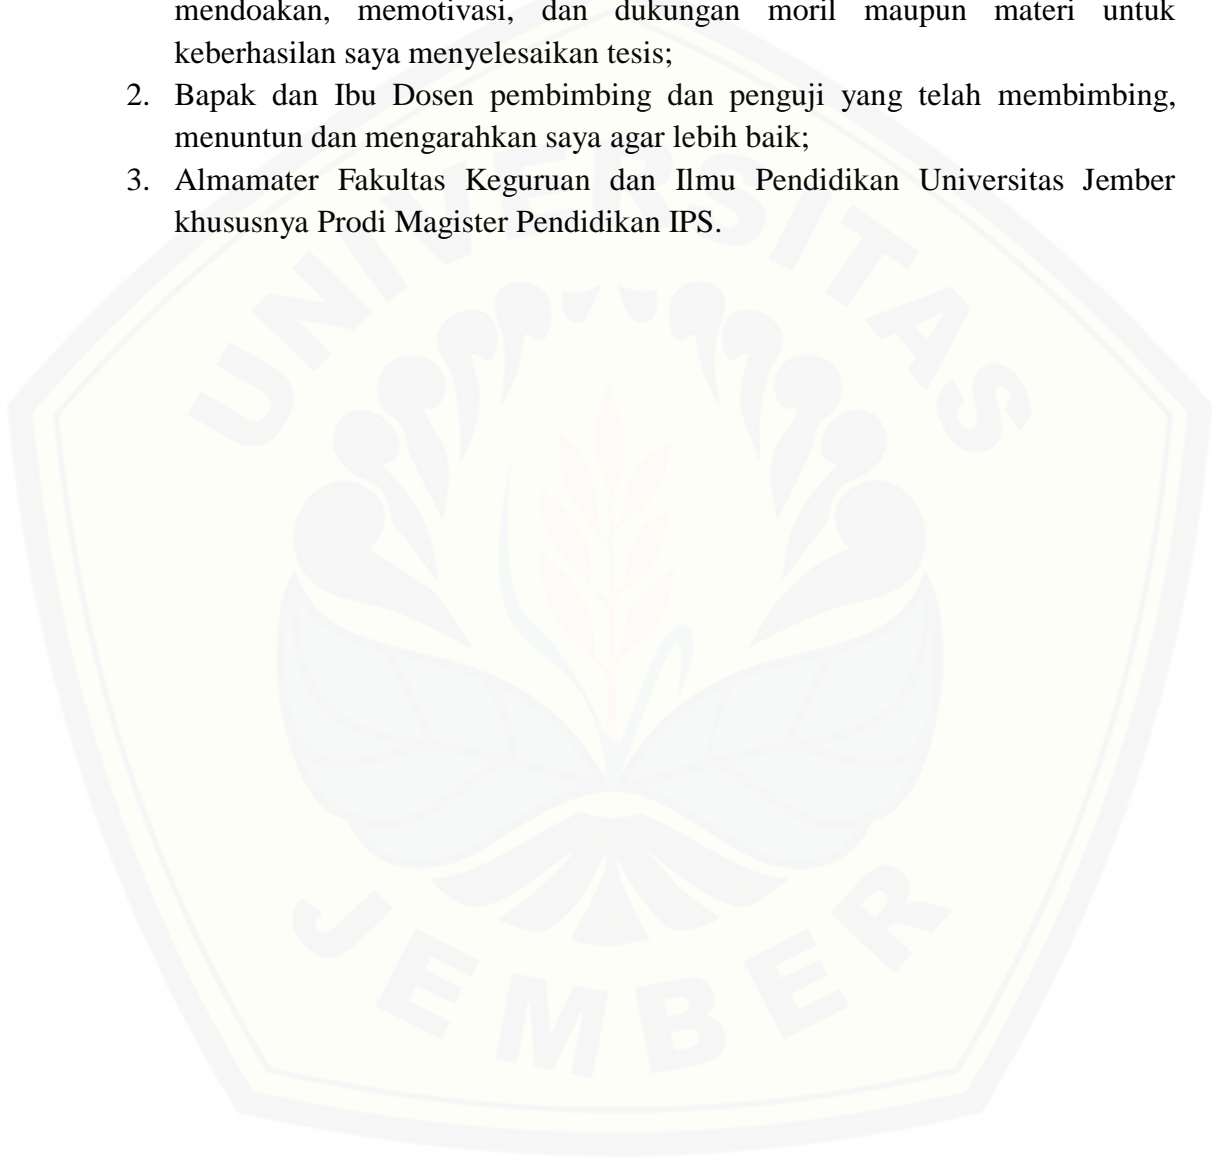 mendoakan, memotivasi, dan dukungan moril maupun materi untuk
keberhasilan saya menyelesaikan tesis;
2. Bapak dan Ibu Dosen pembimbing dan penguji yang telah membimbing,
menuntun dan mengarahkan saya agar lebih baik;
3. Almamater Fakultas Keguruan dan Ilmu Pendidikan Universitas Jember
khususnya Prodi Magister Pendidikan IPS.
UNIVERSITAS
JEMBER